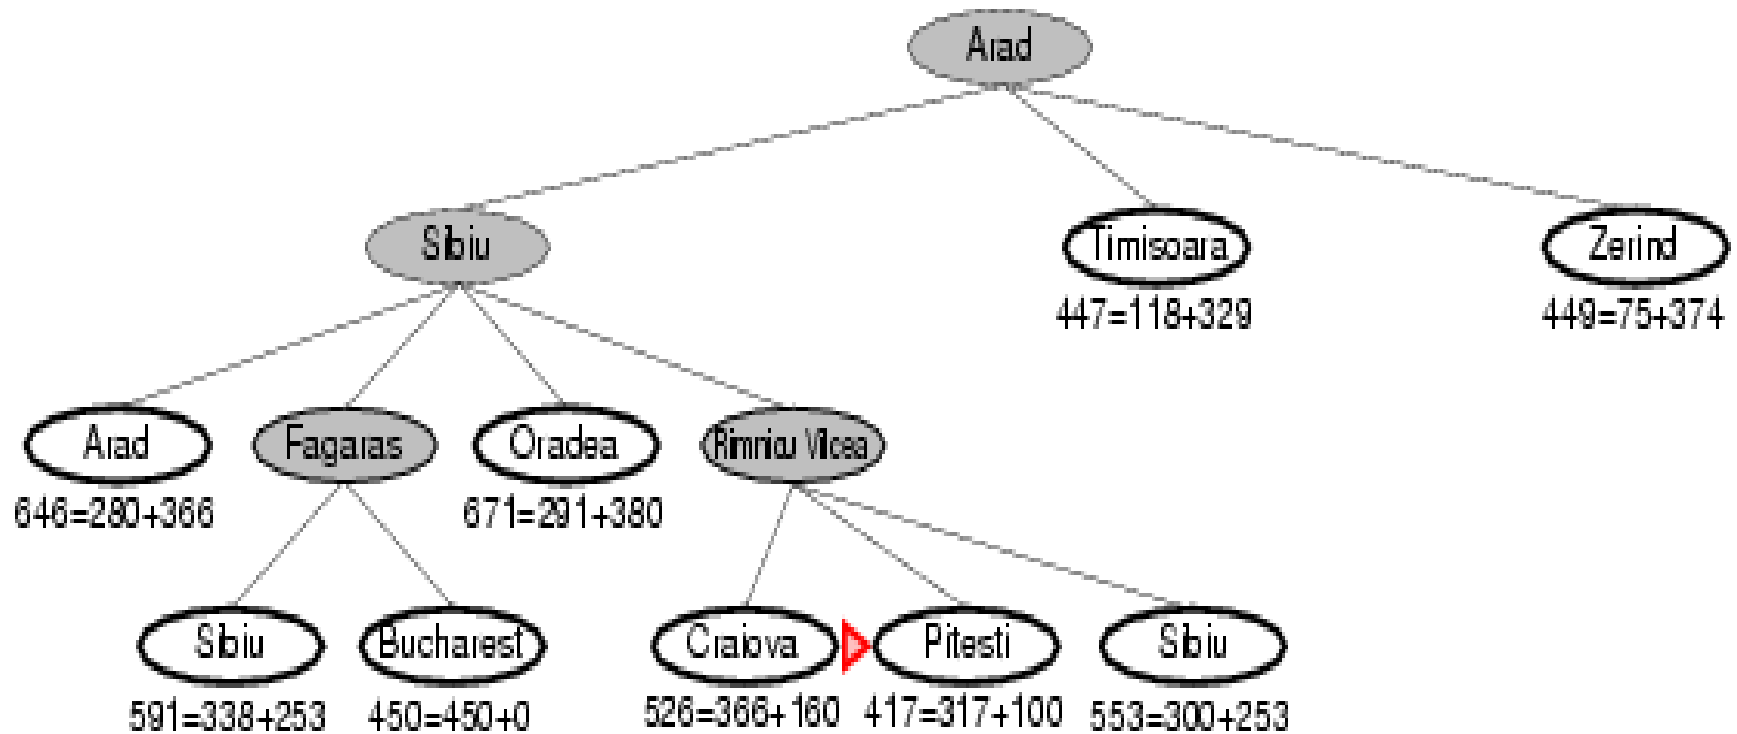 Arad
Sibiu
Timisoara
Zerind
447=118+329
449=75+374
Arad
Fagaras
Oradea
Rimnicu Vilcea
646=280+366
671=291+380
Sibiu
Bucharest
Craiova
Pitesti
Sibiu
591=338+253
450=450+0
526=366+160
417=317+100
553=300+253